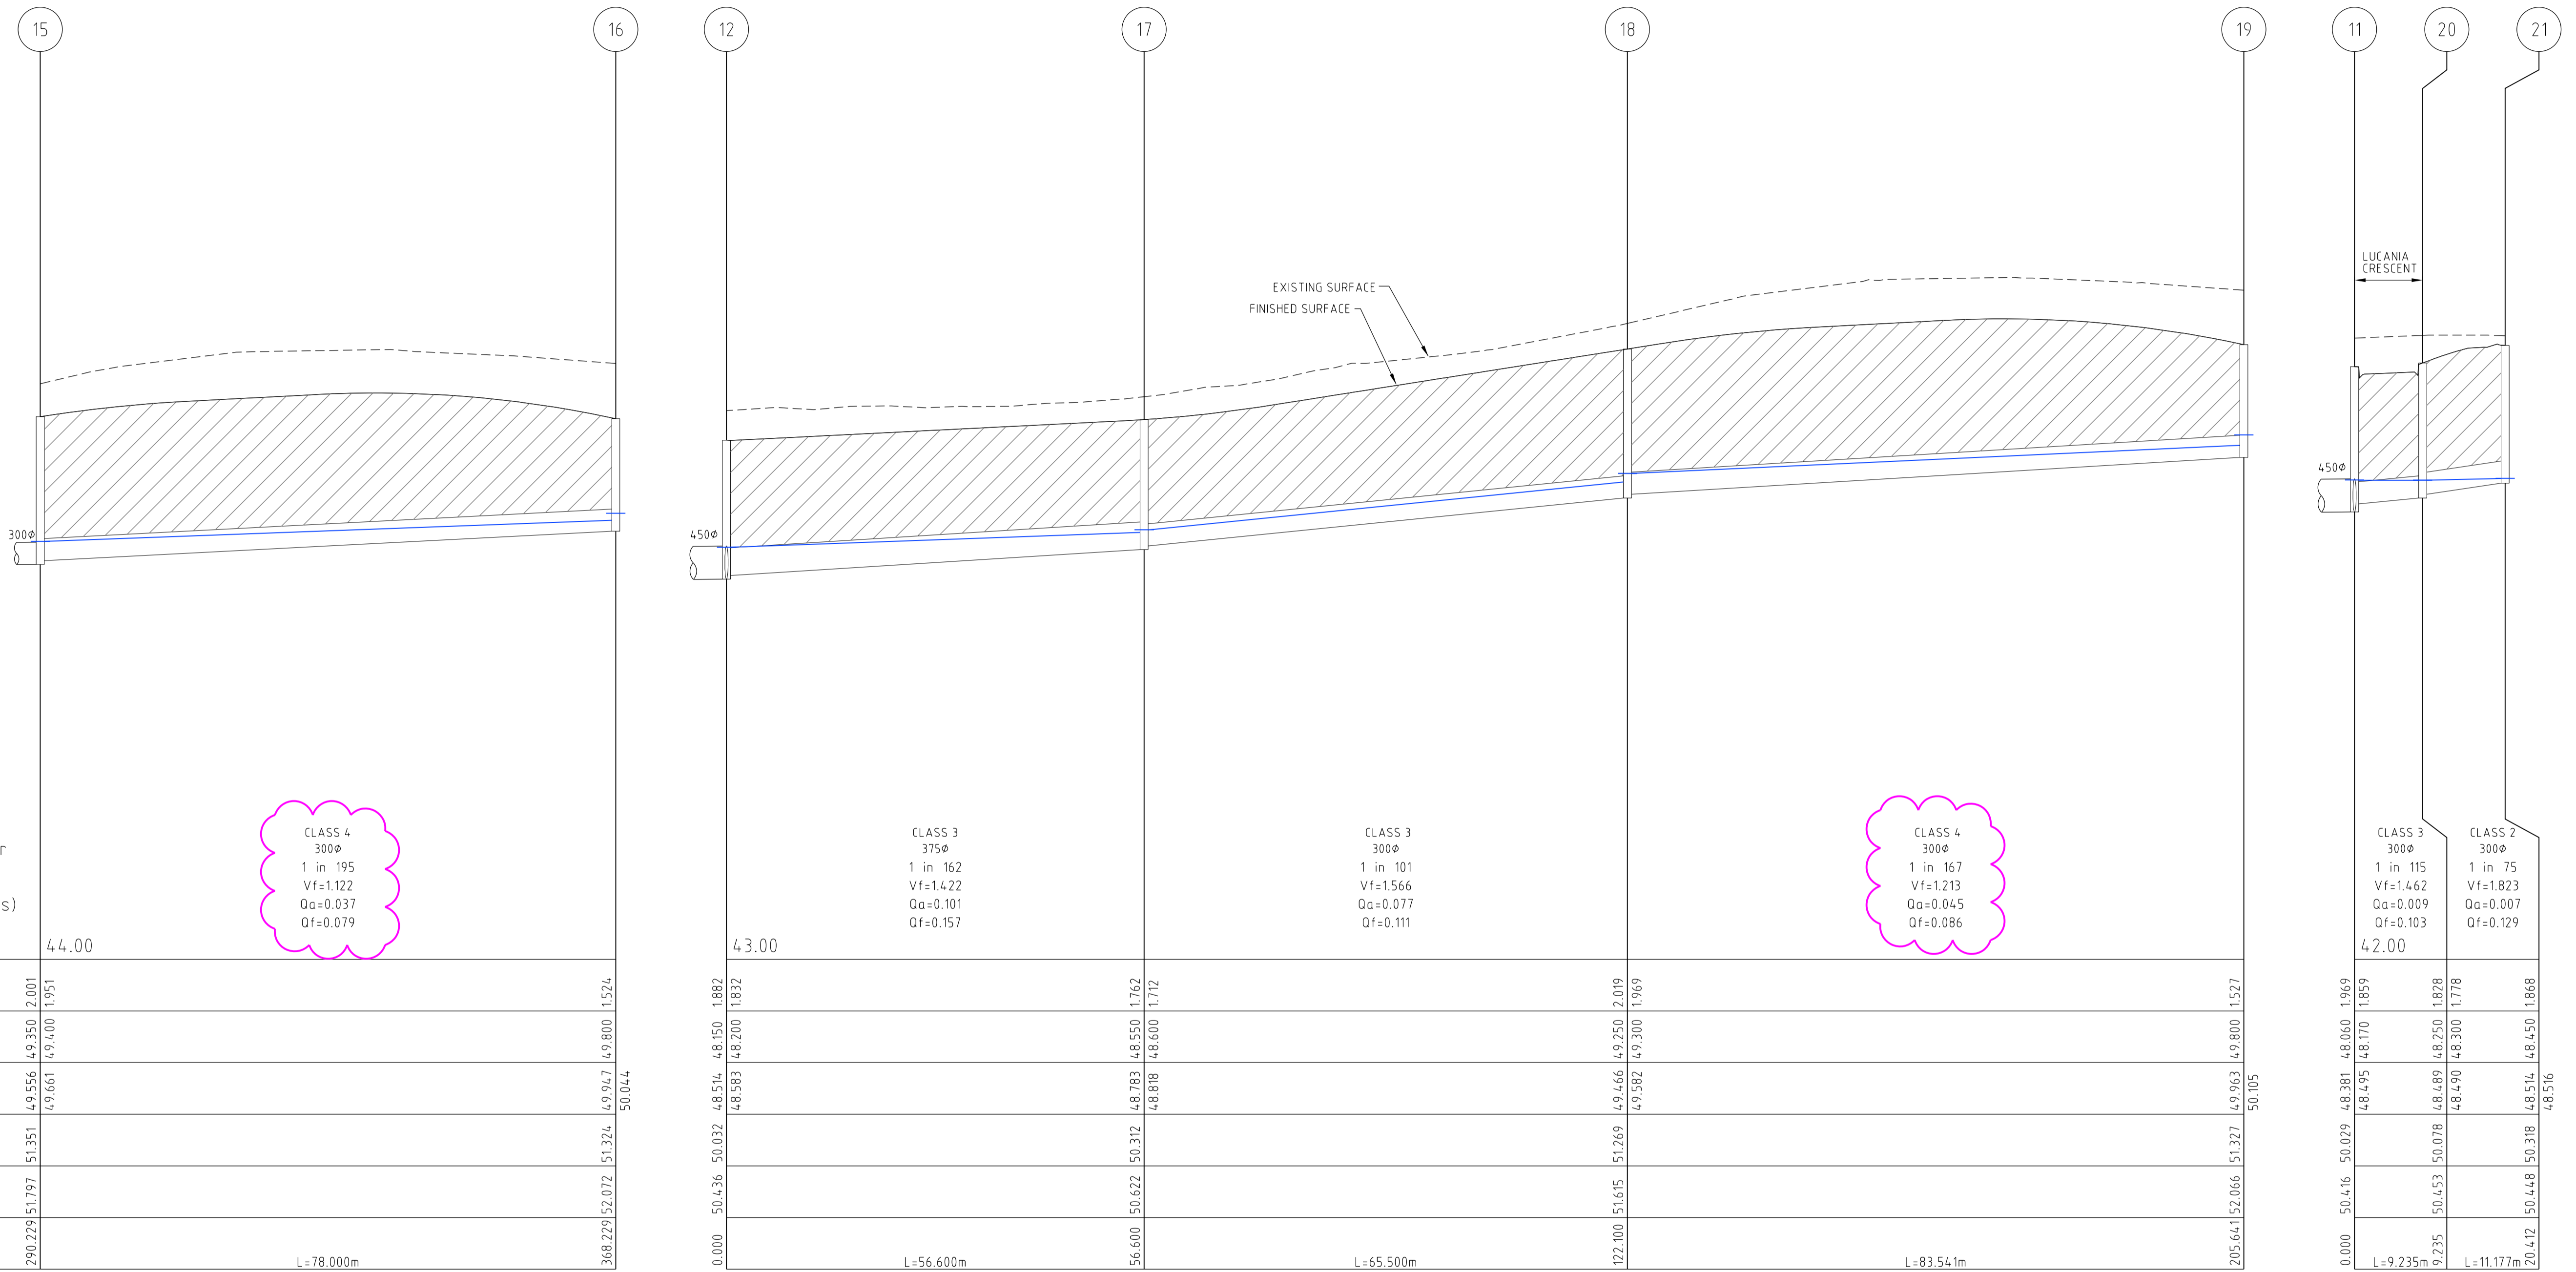 15
16
12
17
18
19
11
20
21
EXISTING SURFACE
FINISHED SURFACE
LUCANIA
CRESCENT
300ø
450ø
450ø
r
s)
CLASS 4
300ø
1 in 195
Vf=1.122
Qa=0.037
Qf=0.079
CLASS 3
375ø
1 in 162
Vf=1.422
Qa=0.101
Qf=0.157
CLASS 3
300ø
1 in 101
Vf=1.566
Qa=0.077
Qf=0.111
CLASS 4
300ø
1 in 167
Vf=1.213
Qa=0.045
Qf=0.086
CLASS 3
300ø
1 in 115
Vf=1.462
Qa=0.009
Qf=0.103
CLASS 2
300ø
1 in 75
Vf=1.823
Qa=0.007
Qf=0.129
44.00
43.00
42.00
2.001 1.951 1.524 1.882 1.832 1.762 1.712 2.019 1.969 1.527 1.969 1.859 1.828 1.778 1.868
49.350 49.400 49.800 48.150 48.200 48.550 48.600 49.250 49.300 49.800 48.060 48.170 48.250 48.300 48.450
49.556 49.661 49.947 50.044 48.514 48.583 48.783 48.818 49.466 49.582 49.963 50.105 48.381 48.495 48.489 48.490 48.514 48.516
51.351 51.324 50.032 50.312 51.269 51.327 50.029 50.078 50.318
51.797 52.072 50.436 50.622 51.615 52.066 50.416 50.453 50.448
290.229 L=78.000m 368.229 0.000 L=56.600m 56.600 L=65.500m 122.100 L=83.541m 205.641 0.000 L=9.235m 9.235 L=11.177m 20.412